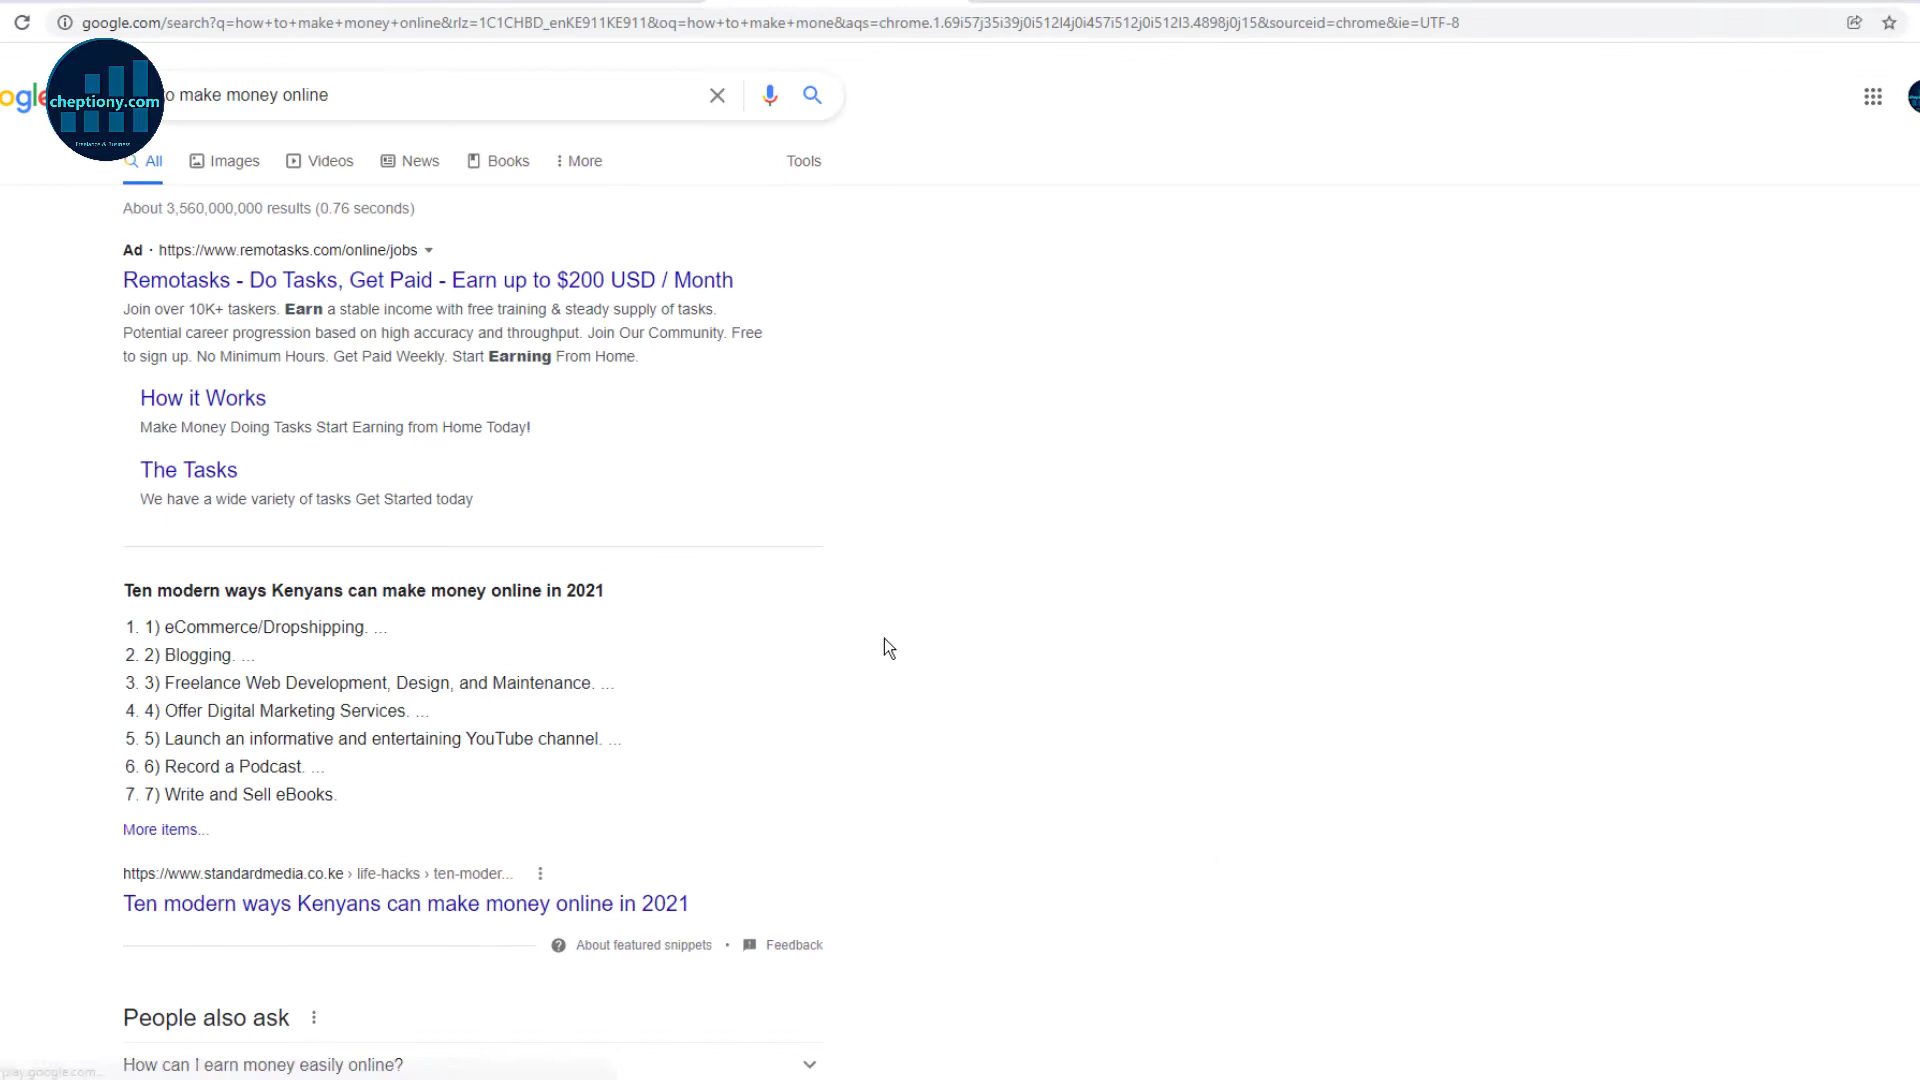 google.com/search?q=how+to+make+money+online&rlz=1C1CHBD_enKE911KE911&oq=how+to+make+mone&aqs=chrome.1.69i57j35i39j0i512l4j0i457i512j0i512l3.4898j0j15&sourceid=chrome&ie=UTF-8
ogle
cheptiony.com
Freelance & Business
o make money online
All Images Videos News Books More Tools
About 3,560,000,000 results (0.76 seconds)
Ad · https://www.remotasks.com/online/jobs
Remotasks - Do Tasks, Get Paid - Earn up to $200 USD / Month
Join over 10K+ taskers. Earn a stable income with free training & steady supply of tasks.
Potential career progression based on high accuracy and throughput. Join Our Community. Free
to sign up. No Minimum Hours. Get Paid Weekly. Start Earning From Home.
How it Works
Make Money Doing Tasks Start Earning from Home Today!
The Tasks
We have a wide variety of tasks Get Started today
Ten modern ways Kenyans can make money online in 2021
1. 1) eCommerce/Dropshipping. ...
2. 2) Blogging. ...
3. 3) Freelance Web Development, Design, and Maintenance. ...
4. 4) Offer Digital Marketing Services. ...
5. 5) Launch an informative and entertaining YouTube channel. ...
6. 6) Record a Podcast. ...
7. 7) Write and Sell eBooks.
More items...
https://www.standardmedia.co.ke › life-hacks › ten-moder...
Ten modern ways Kenyans can make money online in 2021
About featured snippets • Feedback
People also ask
How can I earn money easily online?
play.google.com...